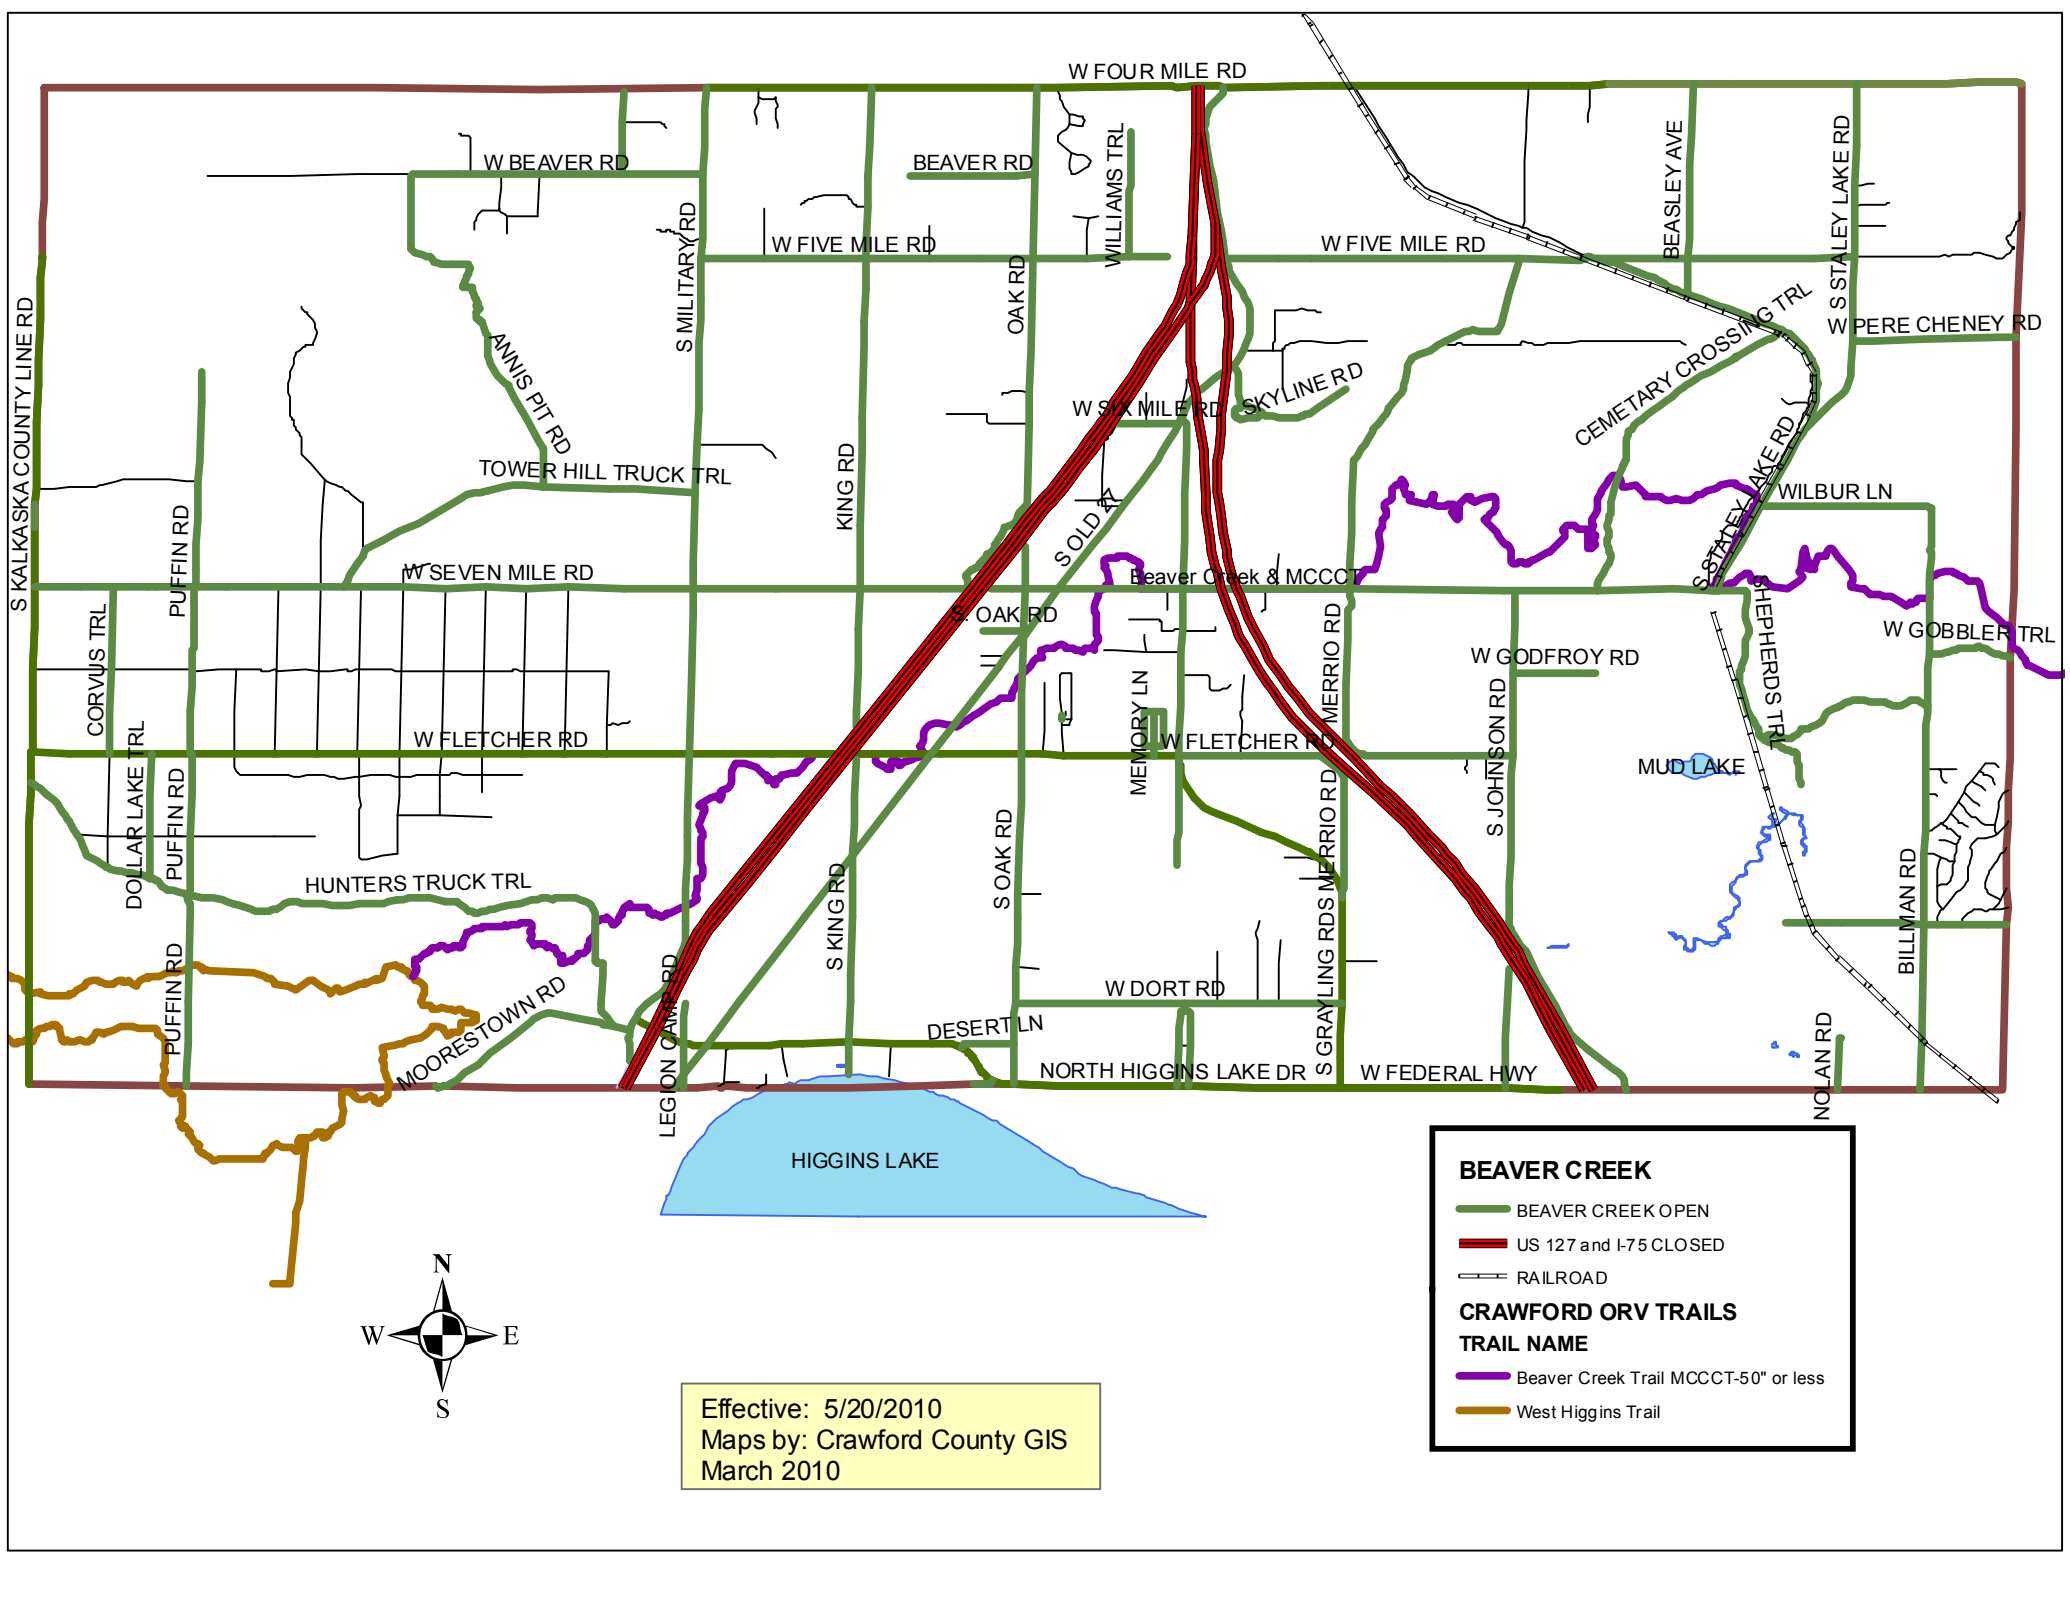 W FOUR MILE RD
W BEAVER RD
BEAVER RD
WILLIAMS TRL
BEASLEY AVE
S STALEY LAKE RD
S MILITARY RD
W FIVE MILE RD
W FIVE MILE RD
OAK RD
S KALKASKA COUNTY LINE RD
ANNIS PIT RD
CEMETARY CROSSING TRL
W PERE CHENEY RD
W SIX MILE RD
SKYLINE RD
TOWER HILL TRUCK TRL
KING RD
S OLD 27
S STALEY LAKE RD
WILBUR LN
PUFFIN RD
W SEVEN MILE RD
Beaver Creek & MCCCT
S. OAK RD
SHEPHERDS TRL
W GOBBLER TRL
CORVUS TRL
MERRIO RD
W GODFROY RD
DOLLAR LAKE TRL
PUFFIN RD
W FLETCHER RD
MEMORY LN
W FLETCHER RD
S JOHNSON RD
MUD LAKE
HUNTERS TRUCK TRL
S KING RD
S OAK RD
S MERRIO RD
S GRAYLING RD
BILLMAN RD
PUFFIN RD
MOORESTOWN RD
LEGION CAMP RD
W DORT RD
DESERT LN
NORTH HIGGINS LAKE DR
W FEDERAL HWY
NOLAN RD
HIGGINS LAKE
BEAVER CREEK
BEAVER CREEK OPEN
US 127 and I-75 CLOSED
RAILROAD
CRAWFORD ORV TRAILS
TRAIL NAME
Beaver Creek Trail MCCCT-50" or less
West Higgins Trail
N
W
E
S
Effective: 5/20/2010
Maps by: Crawford County GIS
March 2010